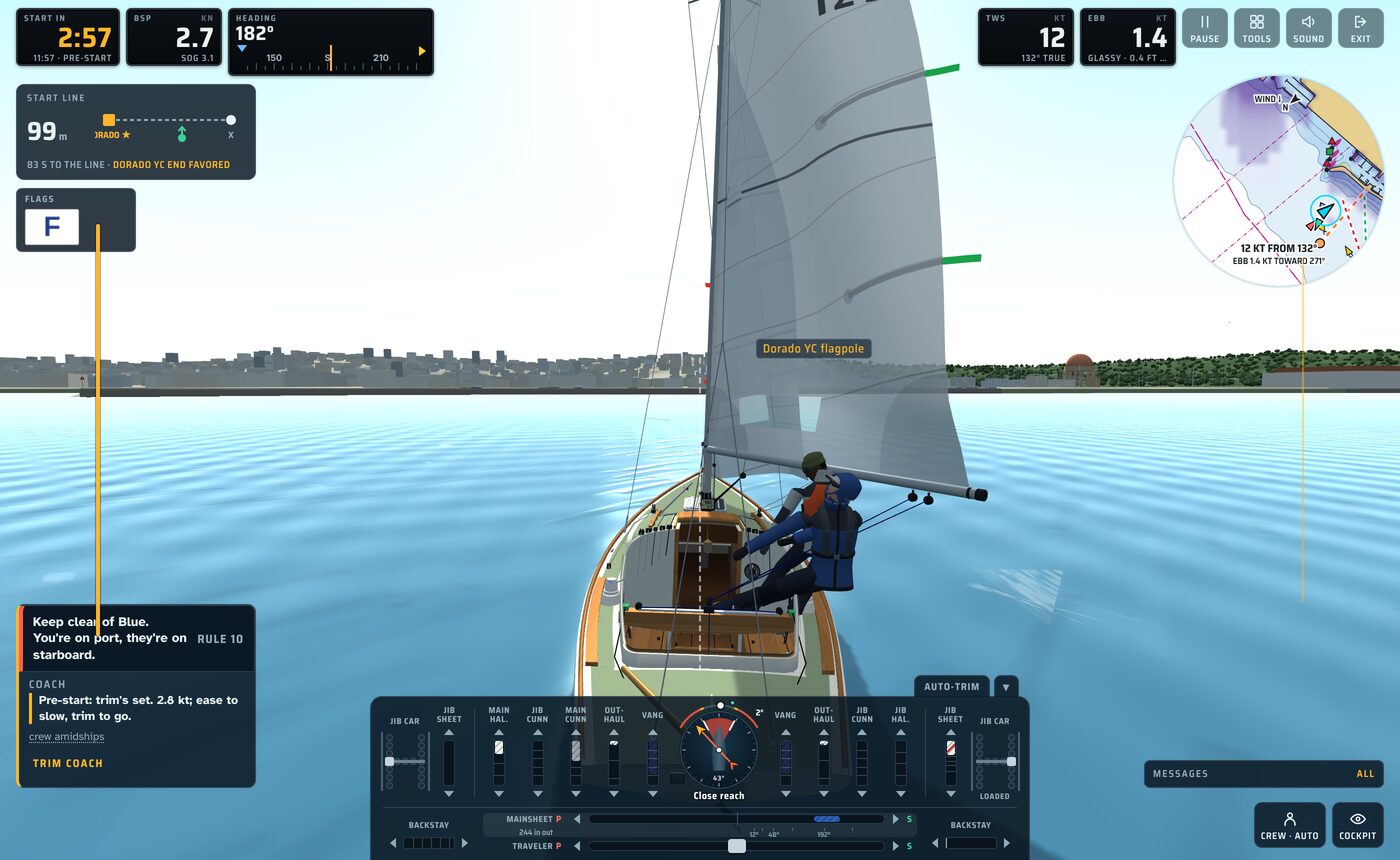 START IN
2:57
11:57 · PRE-START
BSP KN
2.7
SOG 3.1
HEADING
182°
150 S 210
TWS KT
12
132° TRUE
EBB KT
1.4
GLASSY · 0.4 FT ...
PAUSE
TOOLS
SOUND
EXIT
START LINE
99 m
ORADO ★ X
83 S TO THE LINE · DORADO YC END FAVORED
FLAGS
F
WIND
N
12 KT FROM 132°
EBB 1.4 KT TOWARD 271°
Dorado YC flagpole
Keep clear of Blue.
You're on port, they're on
starboard.
RULE 10
COACH
Pre-start: trim's set. 2.8 kt; ease to
slow, trim to go.
crew amidships
TRIM COACH
AUTO-TRIM ▼
JIB CAR
JIB SHEET
MAIN HAL.
JIB CUNN
MAIN CUNN
OUT-HAUL
VANG
2°
43°
Close reach
VANG
OUT-HAUL
JIB CUNN
JIB HAL.
JIB SHEET
JIB CAR
LOADED
BACKSTAY
MAINSHEET P S
244 in out
12" 48" 192"
TRAVELER P S
BACKSTAY
MESSAGES ALL
CREW · AUTO
COCKPIT